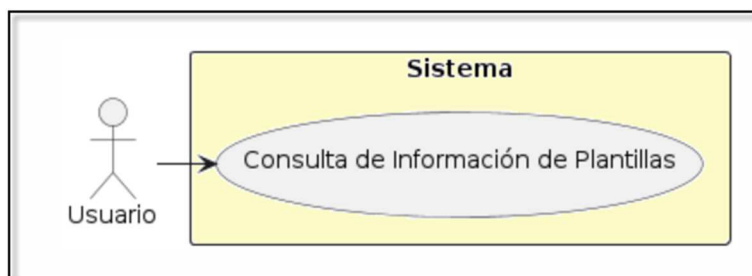 Sistema
Consulta de Información de Plantillas
Usuario